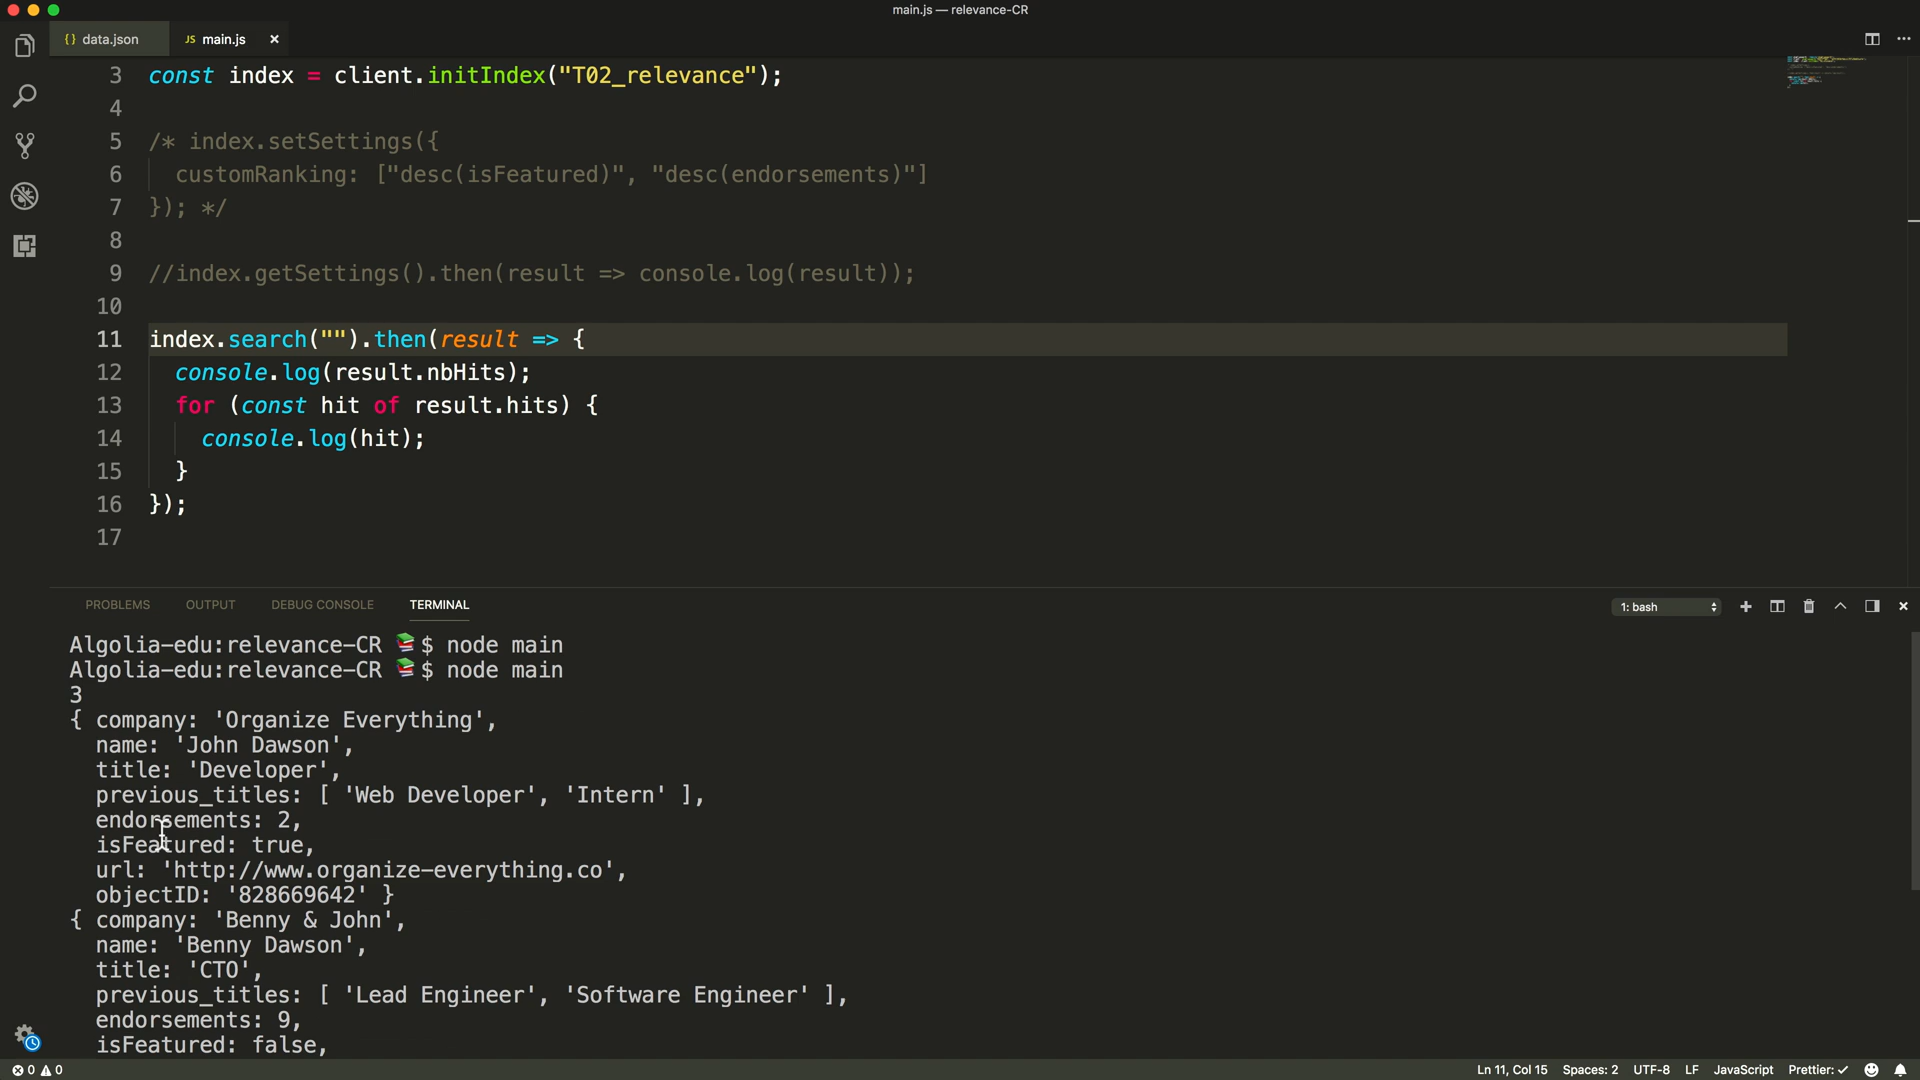 main.js — relevance-CR
{} data.json JS main.js ×
3 const index = client.initIndex("T02_relevance");
4
5 /* index.setSettings({
6 customRanking: ["desc(isFeatured)", "desc(endorsements)"]
7 }); */
8
9 //index.getSettings().then(result => console.log(result));
10
11 index.search("").then(result => {
12 console.log(result.nbHits);
13 for (const hit of result.hits) {
14 console.log(hit);
15 }
16 });
17
PROBLEMS OUTPUT DEBUG CONSOLE TERMINAL 1: bash
Algolia-edu:relevance-CR 📚$ node main
Algolia-edu:relevance-CR 📚$ node main
3
{ company: 'Organize Everything',
name: 'John Dawson',
title: 'Developer',
previous_titles: [ 'Web Developer', 'Intern' ],
endorsements: 2,
isFeatured: true,
url: 'http://www.organize-everything.co',
objectID: '828669642' }
{ company: 'Benny & John',
name: 'Benny Dawson',
title: 'CTO',
previous_titles: [ 'Lead Engineer', 'Software Engineer' ],
endorsements: 9,
isFeatured: false,
0 0 Ln 11, Col 15 Spaces: 2 UTF-8 LF JavaScript Prettier: ✓